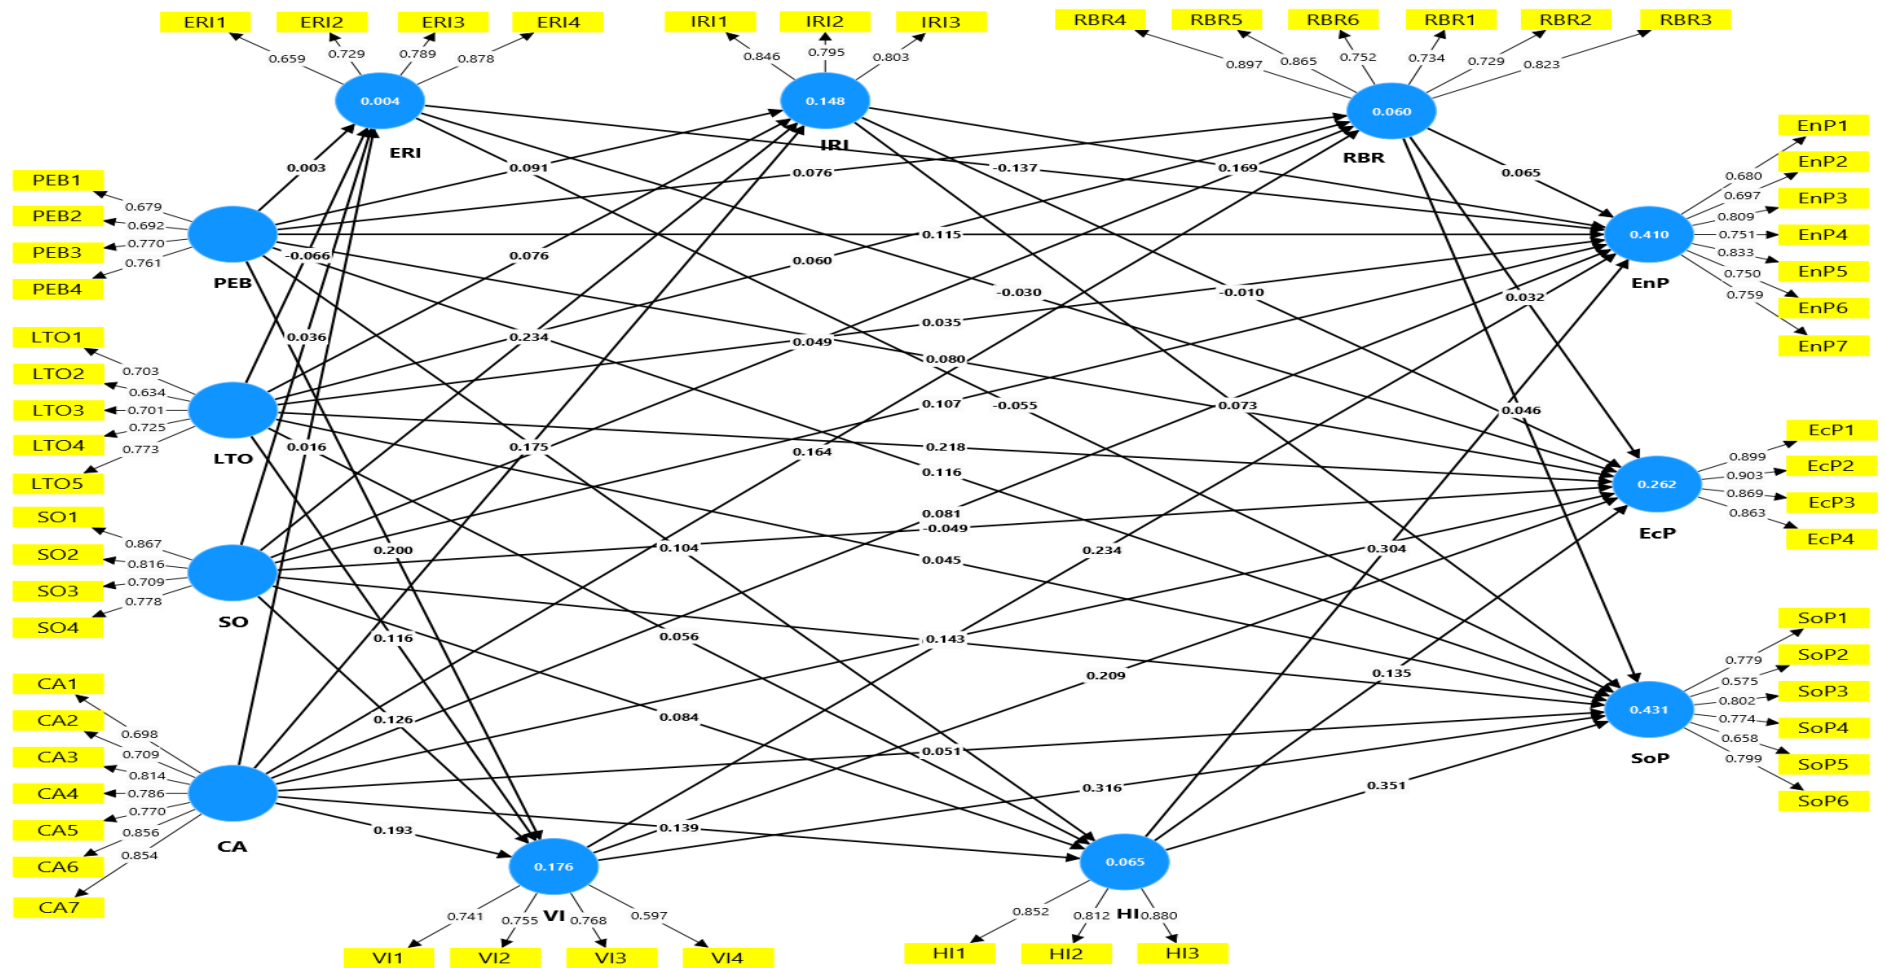 ERI1 ERI2 ERI3 ERI4 IRI1 IRI2 IRI3 RBR4 RBR5 RBR6 RBR1 RBR2 RBR3
0.659 0.729 0.789 0.878 0.846 0.795 0.803 0.897 0.865 0.752 0.734 0.729 0.823
0.004 0.148 0.060
ERI IRI RBR
EnP1
EnP2
EnP3
EnP4
EnP5
EnP6
EnP7
0.680
0.697
0.809
0.751
0.833
0.750
0.759
0.410
EnP
PEB1
PEB2
PEB3
PEB4
0.679
0.692
0.770
0.761
PEB
0.003 0.091 0.076 -0.137 0.169 0.065
0.115
-0.066 0.076 0.060 -0.030 -0.010 0.032
0.035
0.036 0.234 0.049
0.080
LTO1
LTO2
LTO3
LTO4
LTO5
0.703
0.634
0.701
0.725
0.773
LTO
0.107 -0.055 0.073 0.046
0.016 0.175 0.164 0.218
0.116
EcP1
EcP2
EcP3
EcP4
0.899
0.903
0.869
0.863
0.262
EcP
SO1
SO2
SO3
SO4
0.867
0.816
0.709
0.778
SO
0.081
-0.049
0.200 0.104 0.045 0.234 0.304
0.116 0.056 0.143
0.209 0.135
SoP1
SoP2
SoP3
SoP4
SoP5
SoP6
0.779
0.575
0.802
0.774
0.658
0.799
0.431
SoP
CA1
CA2
CA3
CA4
CA5
CA6
CA7
0.698
0.709
0.814
0.786
0.770
0.856
0.854
CA
0.126 0.084 0.051
0.316 0.351
0.193 0.139
0.176 0.065
VI HI
0.741 0.755 0.768 0.597 0.852 0.812 0.880
VI1 VI2 VI3 VI4 HI1 HI2 HI3